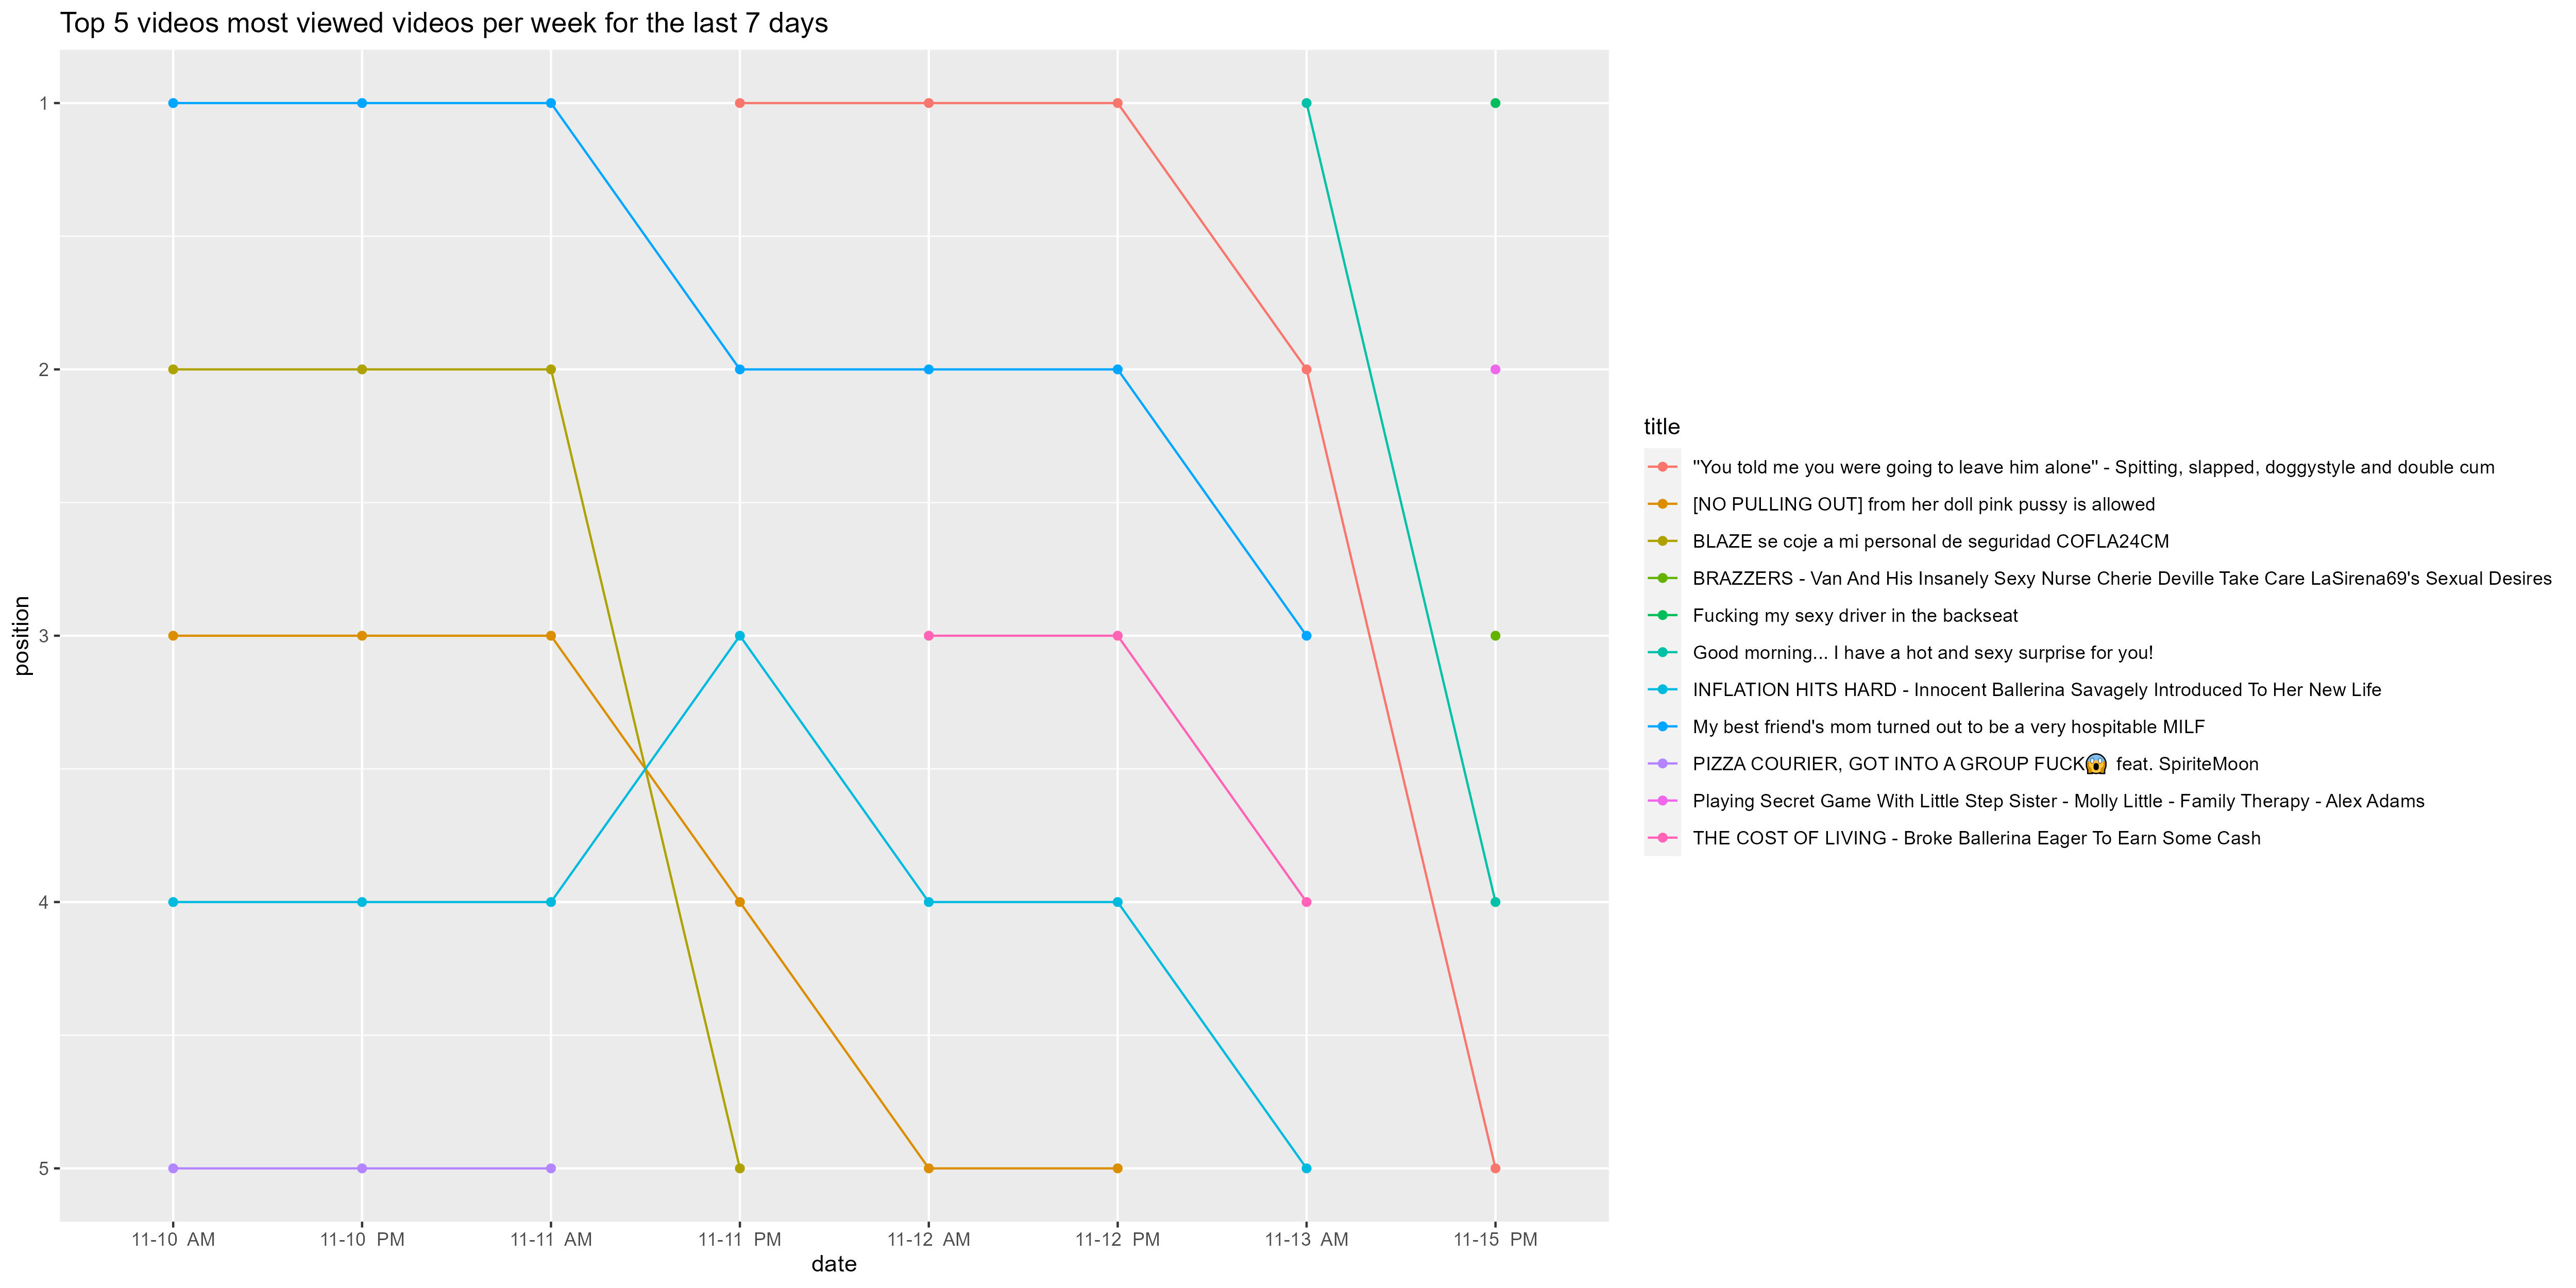 Top 5 videos most viewed videos per week for the last 7 days
position
1
2
3
4
5
11-10 AM
11-10 PM
11-11 AM
11-11 PM
11-12 AM
11-12 PM
11-13 AM
11-15 PM
date
title
"You told me you were going to leave him alone" - Spitting, slapped, doggystyle and double cum
[NO PULLING OUT] from her doll pink pussy is allowed
BLAZE se coje a mi personal de seguridad COFLA24CM
BRAZZERS - Van And His Insanely Sexy Nurse Cherie Deville Take Care LaSirena69's Sexual Desires
Fucking my sexy driver in the backseat
Good morning... I have a hot and sexy surprise for you!
INFLATION HITS HARD - Innocent Ballerina Savagely Introduced To Her New Life
My best friend's mom turned out to be a very hospitable MILF
PIZZA COURIER, GOT INTO A GROUP FUCK😱 feat. SpiriteMoon
Playing Secret Game With Little Step Sister - Molly Little - Family Therapy - Alex Adams
THE COST OF LIVING - Broke Ballerina Eager To Earn Some Cash